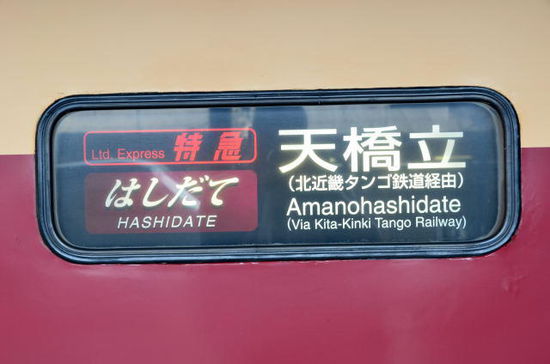 Ltd. Express 特急
はしだて
HASHIDATE
天橋立
(北近畿タンゴ鉄道経由)
Amanohashidate
(Via Kita-Kinki Tango Railway)